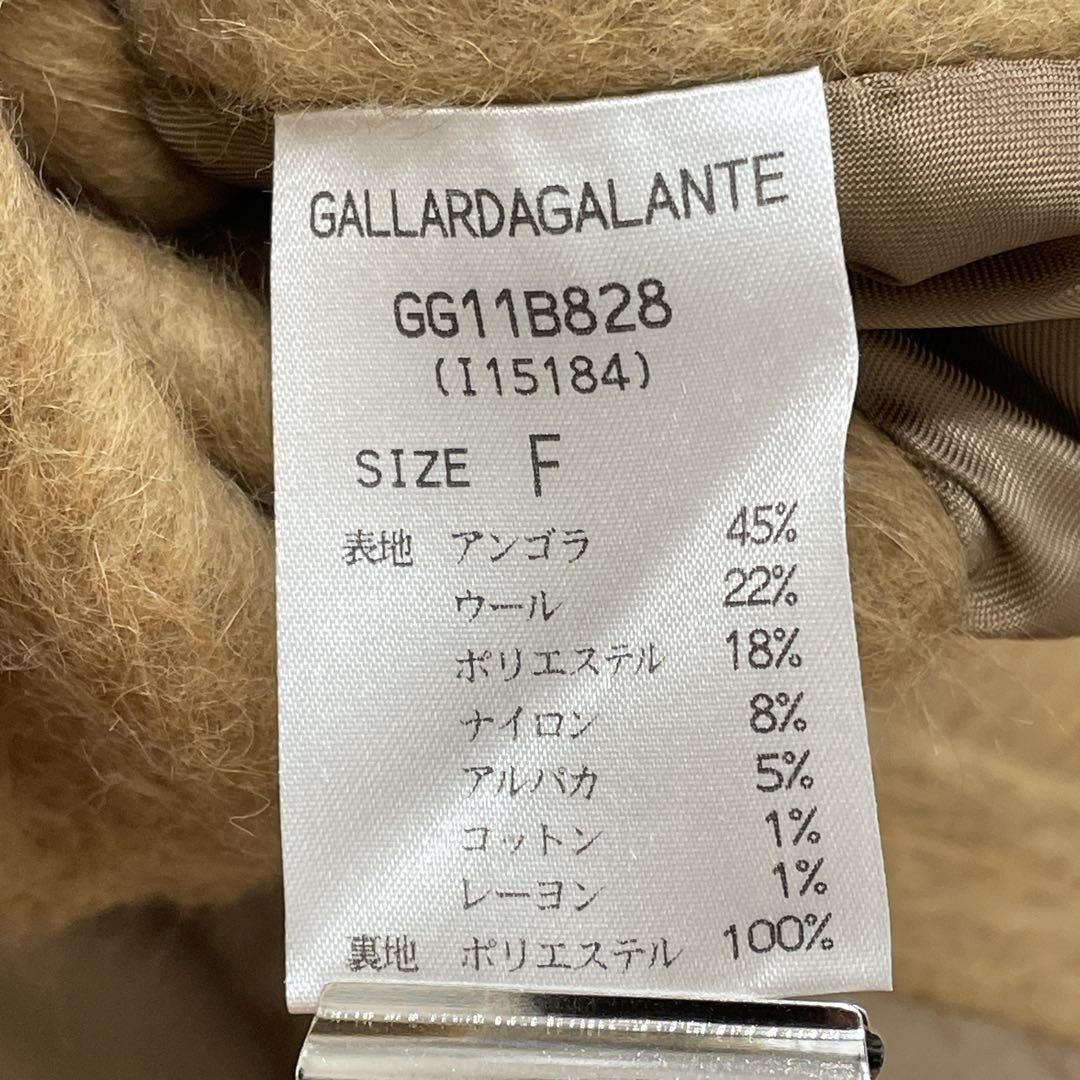 GALLARDAGALANTE
GG11B828
(I15184)
SIZE F
表地 アンゴラ 45%
ウール 22%
ポリエステル 18%
ナイロン 8%
アルパカ 5%
コットン 1%
レーヨン 1%
裏地 ポリエステル 100%